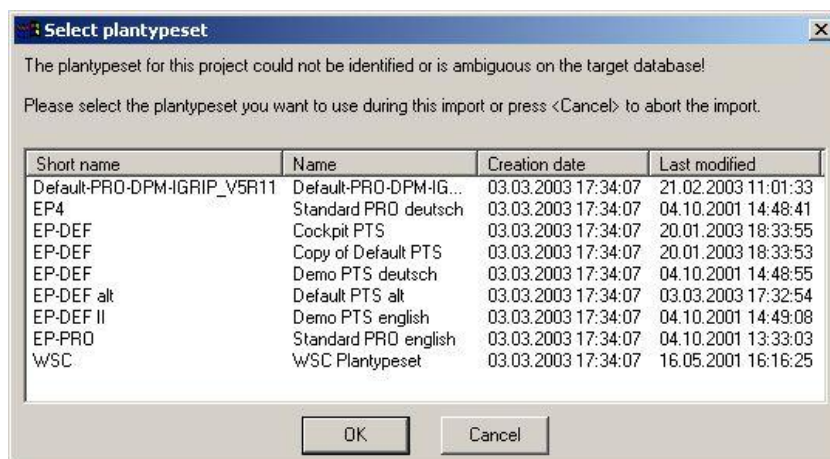 Select plantypeset
The plantypeset for this project could not be identified or is ambiguous on the target database!
Please select the plantypeset you want to use during this import or press <Cancel> to abort the import.
Short name Name Creation date Last modified
Default-PRO-DPM-IGRIP_V5R11 Default-PRO-DPM-IG... 03.03.2003 17:34:07 21.02.2003 11:01:33
EP4 Standard PRO deutsch 03.03.2003 17:34:07 04.10.2001 14:48:41
EP-DEF Cockpit PTS 03.03.2003 17:34:07 20.01.2003 18:33:55
EP-DEF Copy of Default PTS 03.03.2003 17:34:07 20.01.2003 18:33:53
EP-DEF Demo PTS deutsch 03.03.2003 17:34:07 04.10.2001 14:48:55
EP-DEF alt Default PTS alt 03.03.2003 17:34:07 03.03.2003 17:32:54
EP-DEF II Demo PTS english 03.03.2003 17:34:07 04.10.2001 14:49:08
EP-PRO Standard PRO english 03.03.2003 17:34:07 04.10.2001 13:33:03
WSC WSC Plantypeset 03.03.2003 17:34:07 16.05.2001 16:16:25
OK Cancel